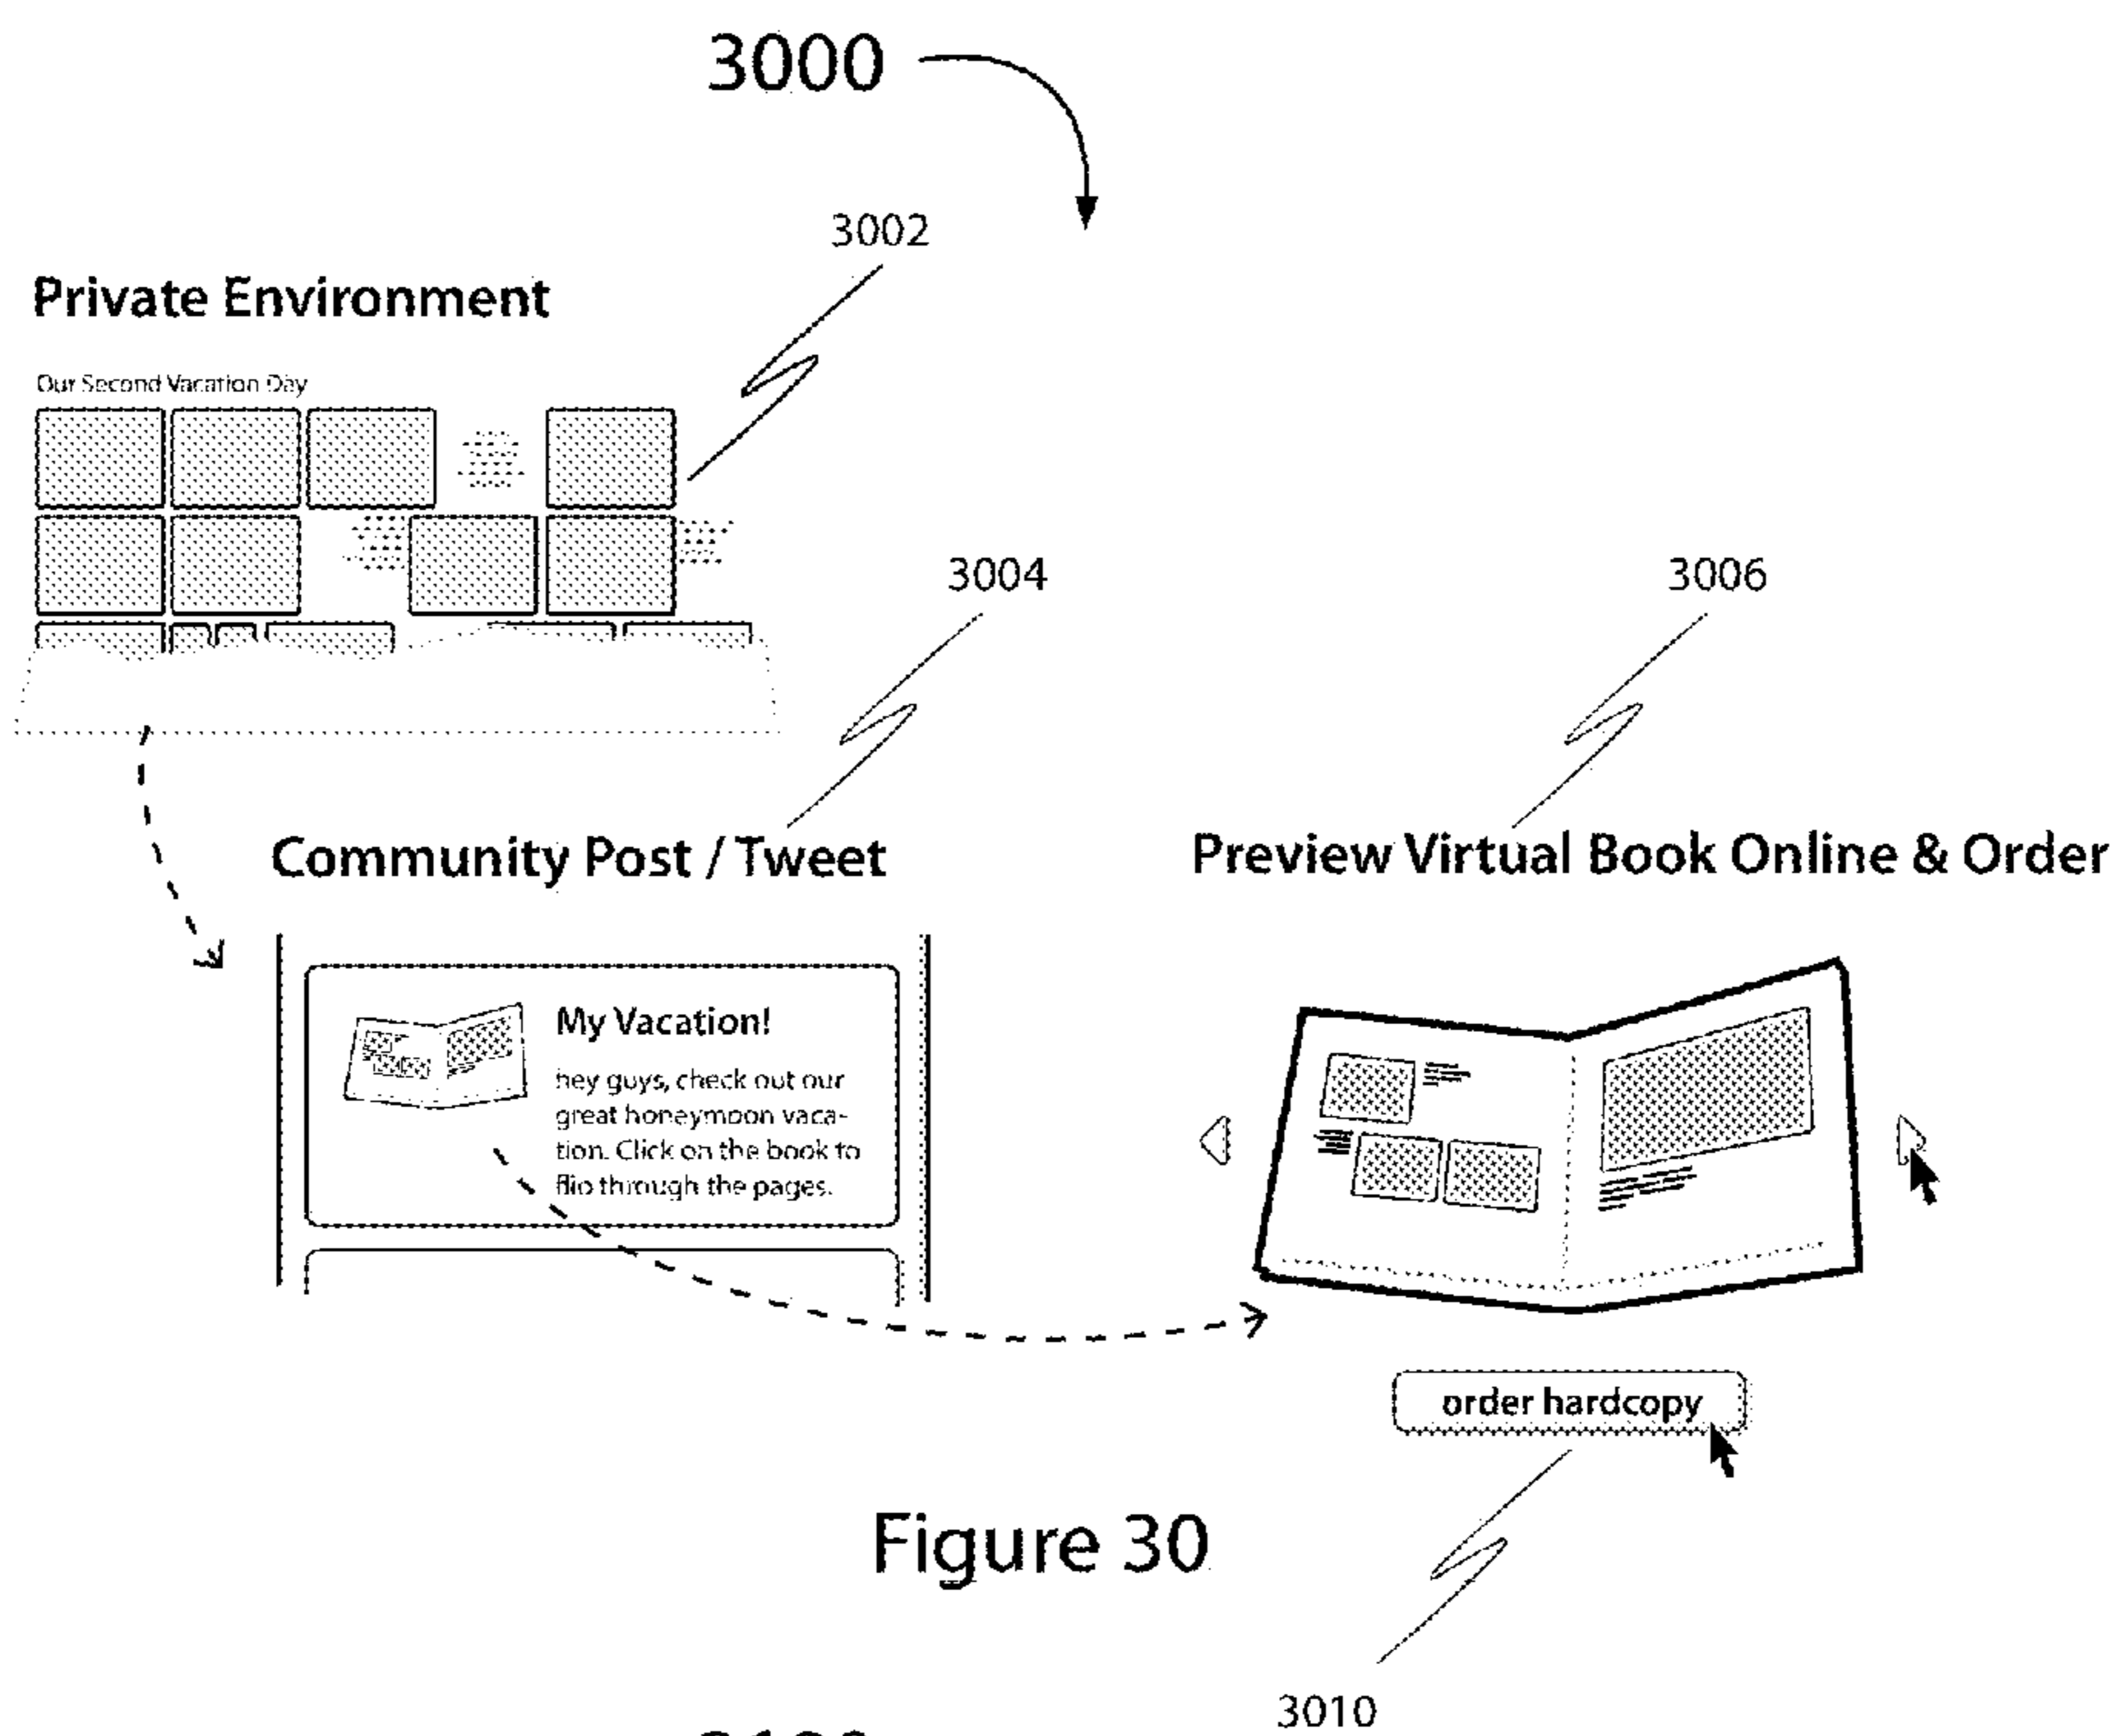 3000
3002
Private Environment
Our Second Vacation Day
3004
3006
Community Post / Tweet
Preview Virtual Book Online & Order
My Vacation!
hey guys, check out our
great honeymoon vaca-
tion. Click on the book to
flip through the pages.
order hardcopy
Figure 30
3010